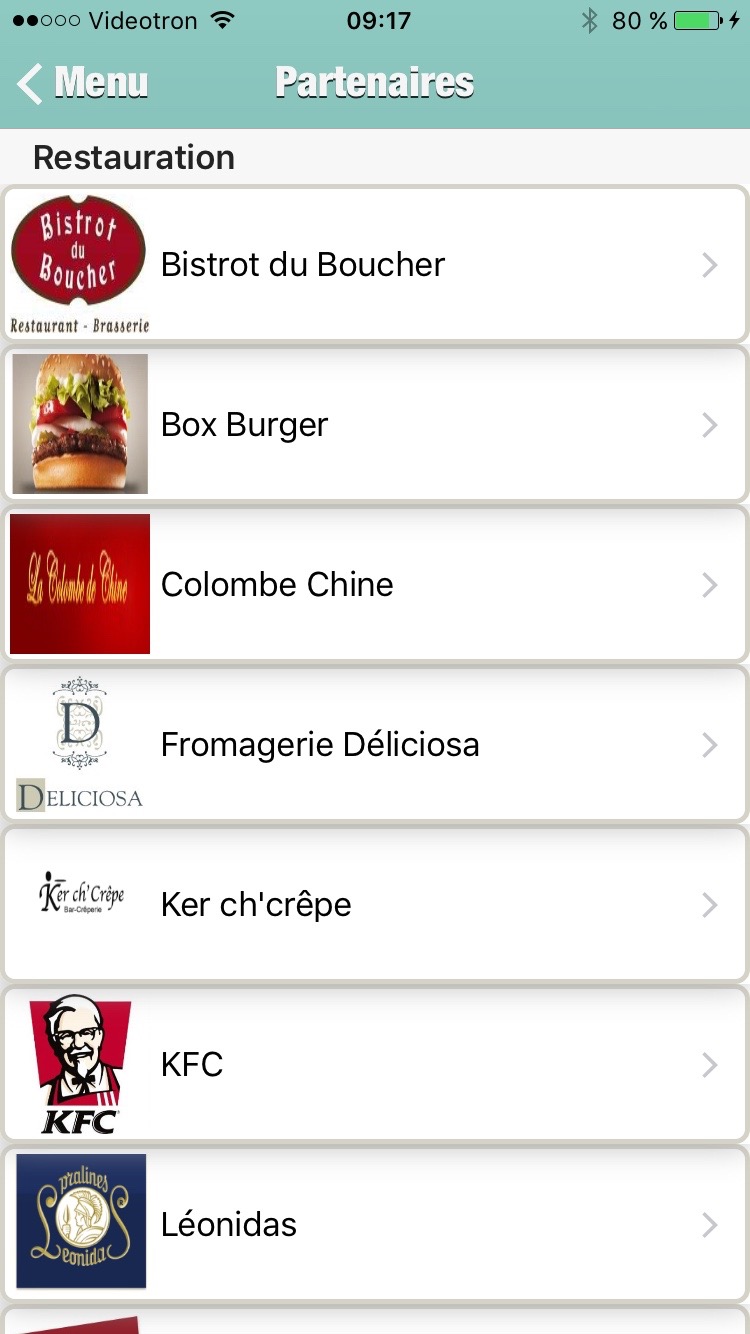 Videotron 09:17 80 %
Menu Partenaires
Restauration
Bistrot
du
Boucher
Restaurant - Brasserie
Bistrot du Boucher
Box Burger
La Colombe de Chine
Colombe Chine
D
DELICIOSA
Fromagerie Déliciosa
Ker ch'Crêpe
Bar-Crêperie
Ker ch'crêpe
KFC
KFC
pralines
Leonidas
Léonidas